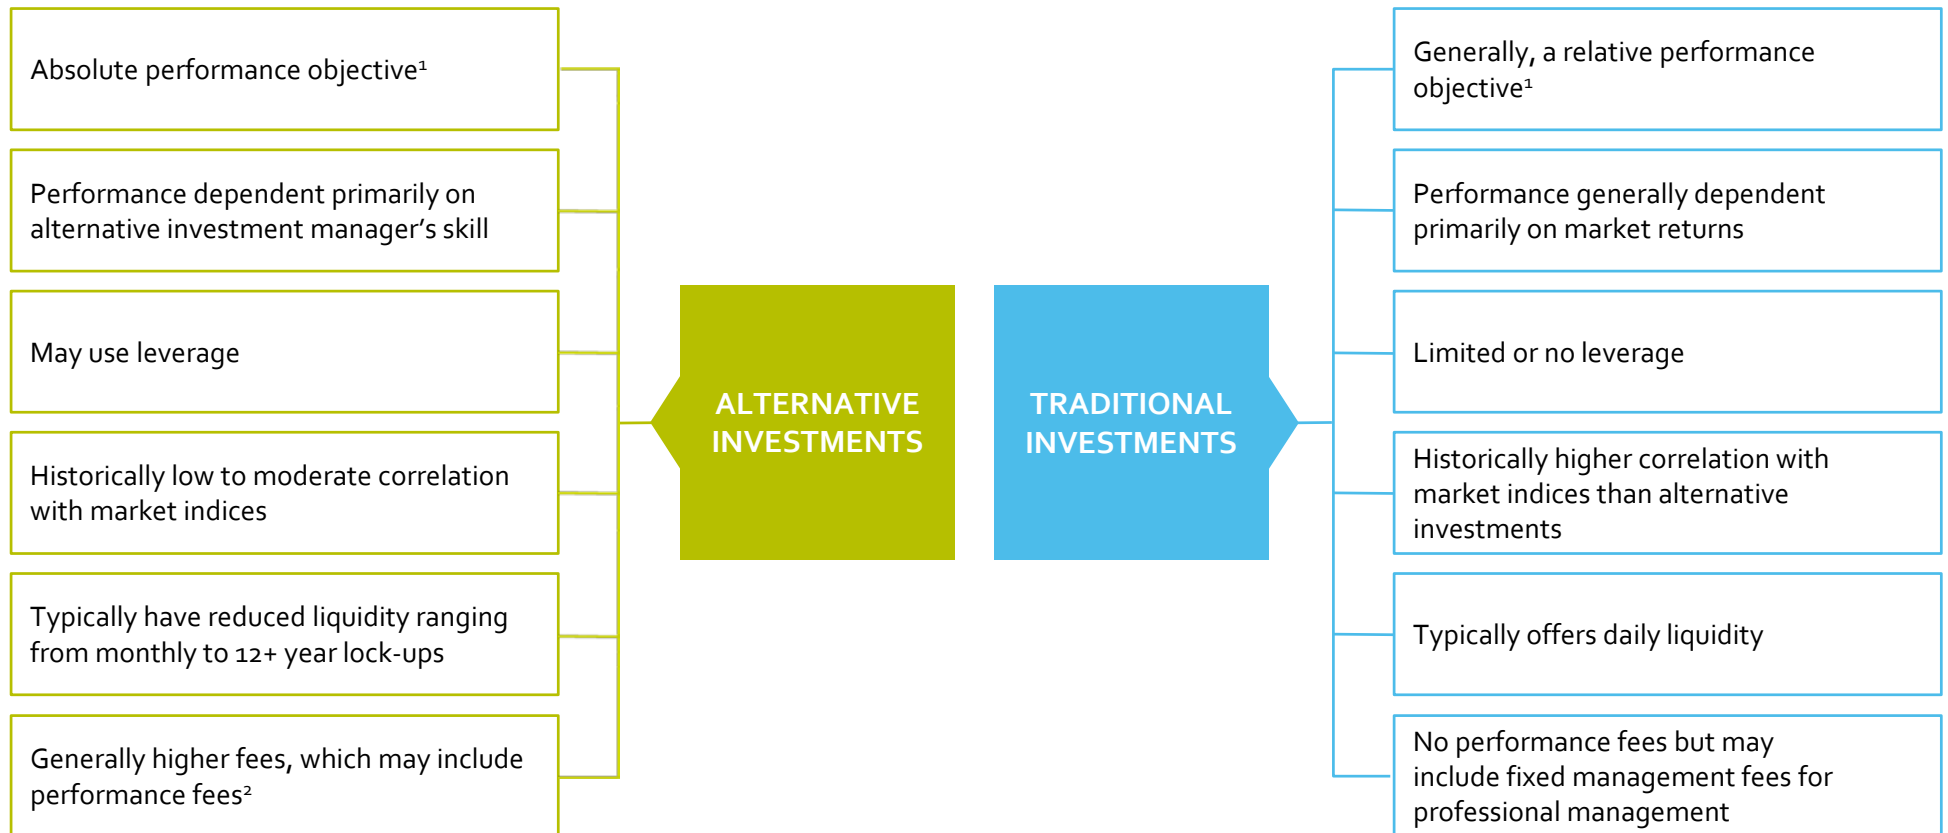 Absolute performance objective¹
Performance dependent primarily on
alternative investment manager’s skill
May use leverage
Historically low to moderate correlation
with market indices
Typically have reduced liquidity ranging
from monthly to 12+ year lock-ups
Generally higher fees, which may include
performance fees²
ALTERNATIVE
INVESTMENTS
TRADITIONAL
INVESTMENTS
Generally, a relative performance
objective¹
Performance generally dependent
primarily on market returns
Limited or no leverage
Historically higher correlation with
market indices than alternative
investments
Typically offers daily liquidity
No performance fees but may
include fixed management fees for
professional management